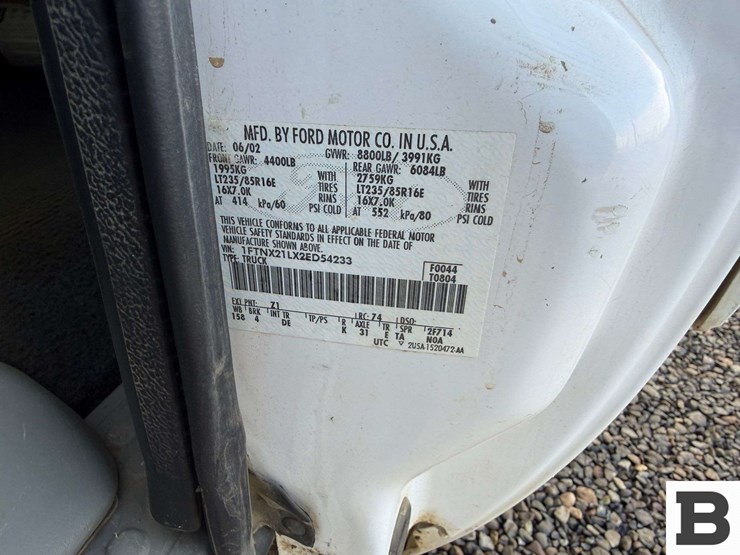 MFD. BY FORD MOTOR CO. IN U.S.A.
DATE: 06/02 GVWR: 8800LB/ 3991KG
FRONT GAWR: 4400LB REAR GAWR: 6084LB
1995KG WITH 2759KG WITH
LT235/85R16E TIRES LT235/85R16E TIRES
16X7.0K RIMS 16X7.0K RIMS
AT 414 kPa/60 PSI COLD AT 552 kPa/80 PSI COLD
THIS VEHICLE CONFORMS TO ALL APPLICABLE FEDERAL MOTOR
VEHICLE SAFETY STANDARDS IN EFFECT ON THE DATE OF
MANUFACTURE SHOWN ABOVE.
VIN: 1FTNX21LX2ED54233 F0044
TYPE: TRUCK T0804
EXT PNT: Z1 RC: 74 DSO:
WB BRK INT TR TP/PS R AXLE TR SPR 2F714
158 4 DE K 31 E TA N0A
UTC 2U5A-1520472-AA
B